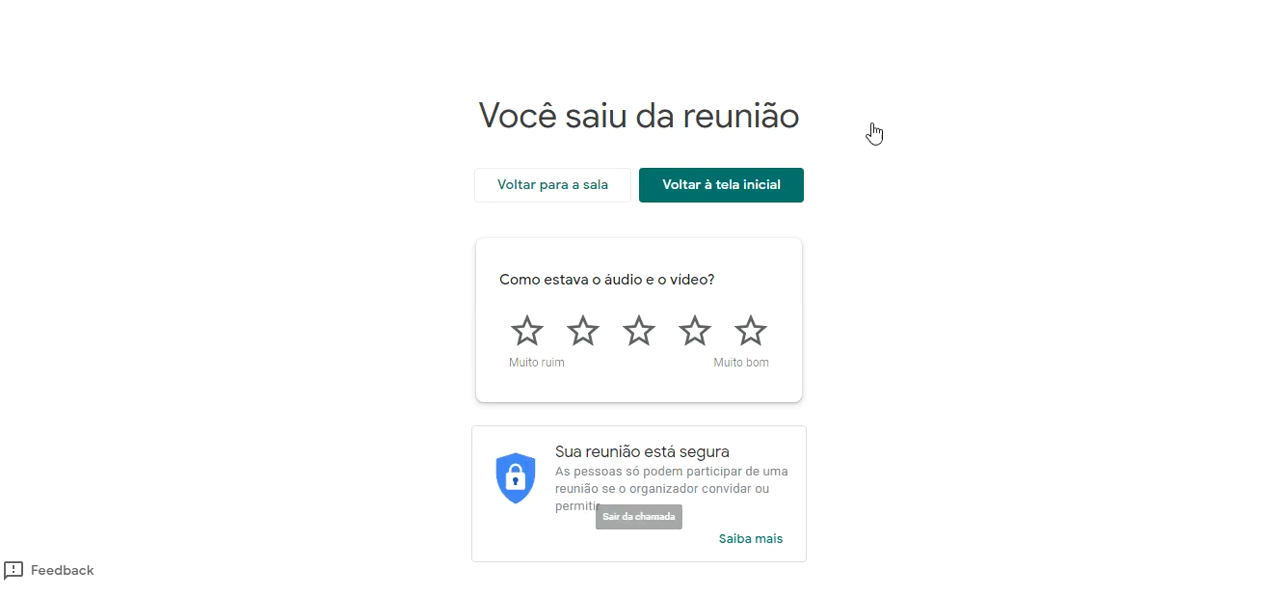 Você saiu da reunião
Voltar para a sala
Voltar à tela inicial
Como estava o áudio e o vídeo?
Muito ruim
Muito bom
Sua reunião está segura
As pessoas só podem participar de uma
reunião se o organizador convidar ou
permitir
Sair da chamada
Saiba mais
Feedback